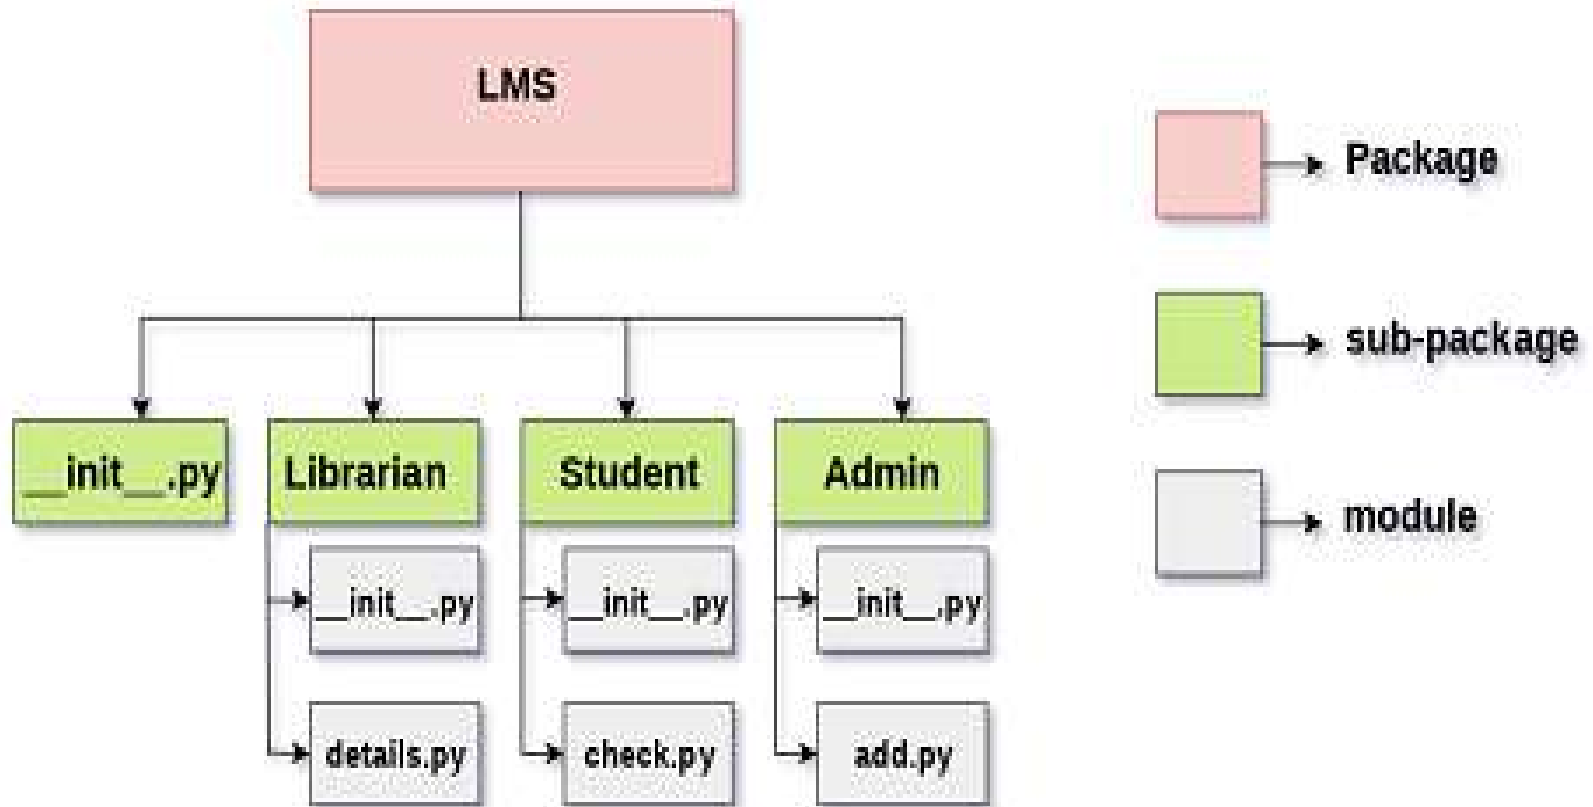 LMS
Package
sub-package
module
__init__.py
Librarian
Student
Admin
__init__.py
__init__.py
__init__.py
details.py
check.py
add.py